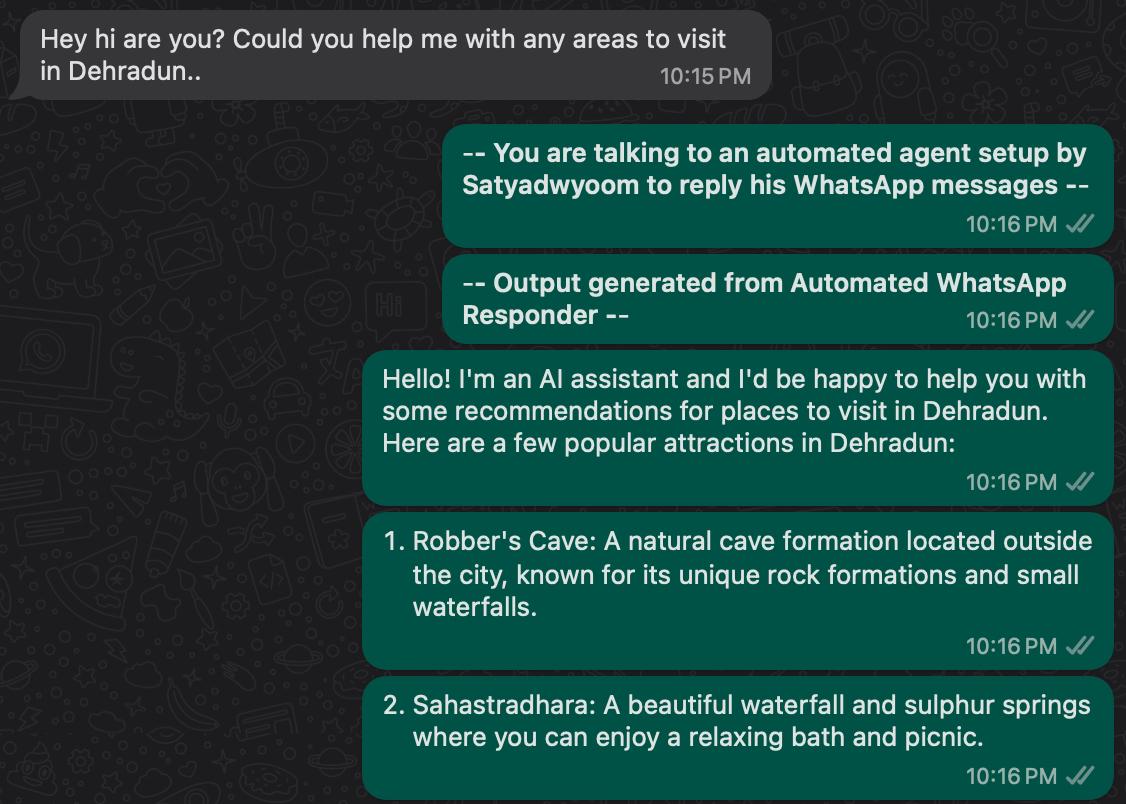 Hey hi are you? Could you help me with any areas to visit
in Dehradun..
10:15 PM
-- You are talking to an automated agent setup by
Satyadwyoom to reply his WhatsApp messages --
10:16 PM
-- Output generated from Automated WhatsApp
Responder --
10:16 PM
Hello! I'm an AI assistant and I'd be happy to help you with
some recommendations for places to visit in Dehradun.
Here are a few popular attractions in Dehradun:
10:16 PM
1. Robber's Cave: A natural cave formation located outside
the city, known for its unique rock formations and small
waterfalls.
10:16 PM
2. Sahastradhara: A beautiful waterfall and sulphur springs
where you can enjoy a relaxing bath and picnic.
10:16 PM
Hi